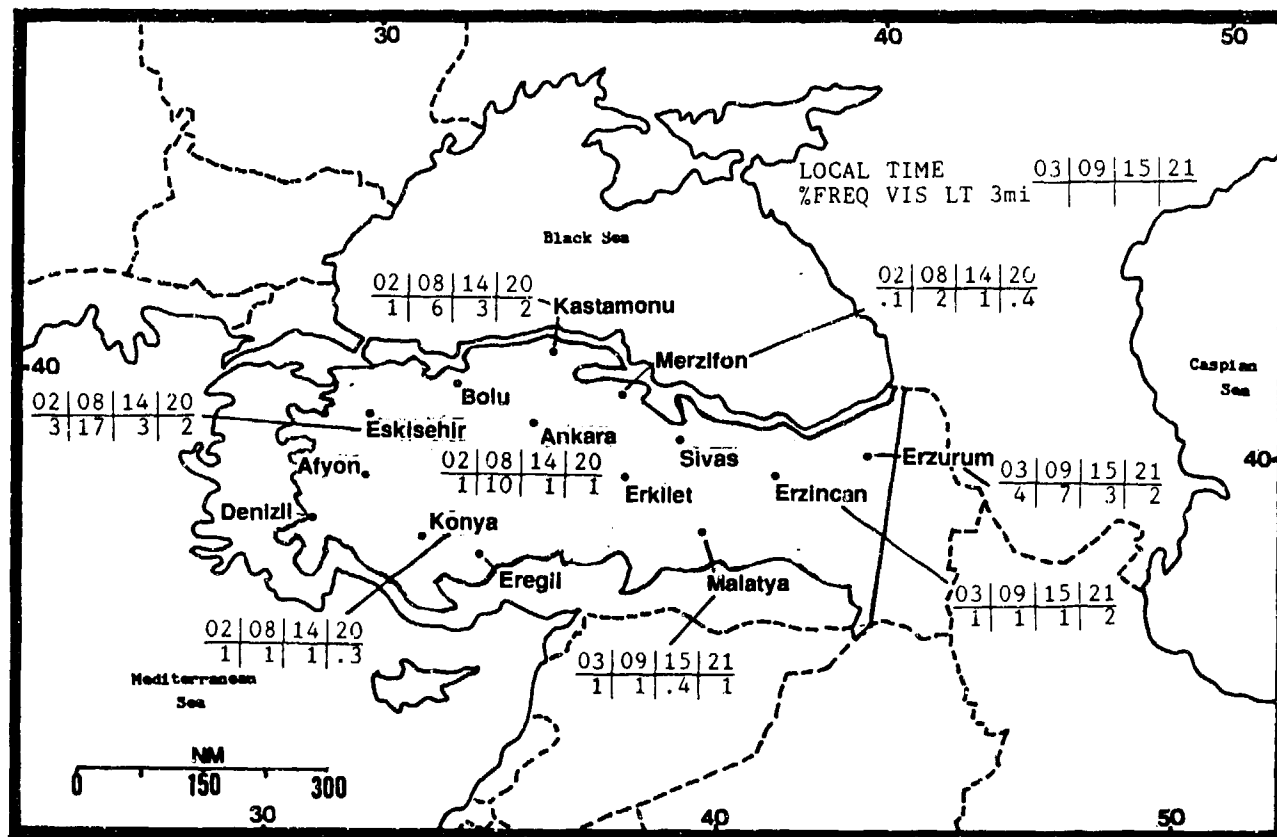 30 40 50
LOCAL TIME 03|09|15|21
%FREQ VIS LT 3mi
Black Sea
02|08|14|20
1|6|3|2
Kastamonu
02|08|14|20
.1|2|1|.4
Merzifon
40
Caspian
Sea
Bolu
02|08|14|20
3|17|3|2
Eskisehir
Ankara
02|08|14|20
1|10|1|1
Sivas
Erzurum
40
03|09|15|21
4|7|3|2
Afyon
Erkilet
Erzincan
03|09|15|21
1|1|1|2
Denizli
Konya
02|08|14|20
1|1|1|.3
Eregil
Malatya
03|09|15|21
1|1|.4|1
Mediterranean
Sea
NM
0 150 300
30 40 50